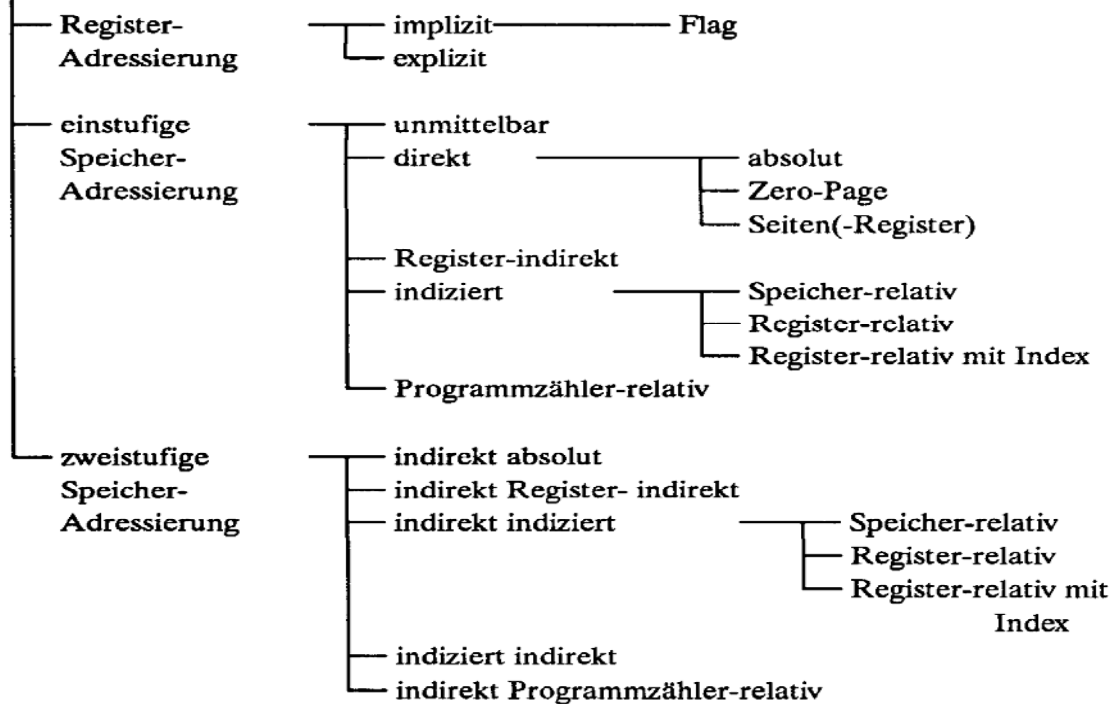 Register- implizit Flag
Adressierung explizit
einstufige unmittelbar
Speicher- direkt absolut
Adressierung Zero-Page
Seiten(-Register)
Register-indirekt
indiziert Speicher-relativ
Register-relativ
Register-relativ mit Index
Programmzähler-relativ
zweistufige indirekt absolut
Speicher- indirekt Register- indirekt
Adressierung indirekt indiziert Speicher-relativ
Register-relativ
Register-relativ mit
Index
indiziert indirekt
indirekt Programmzähler-relativ